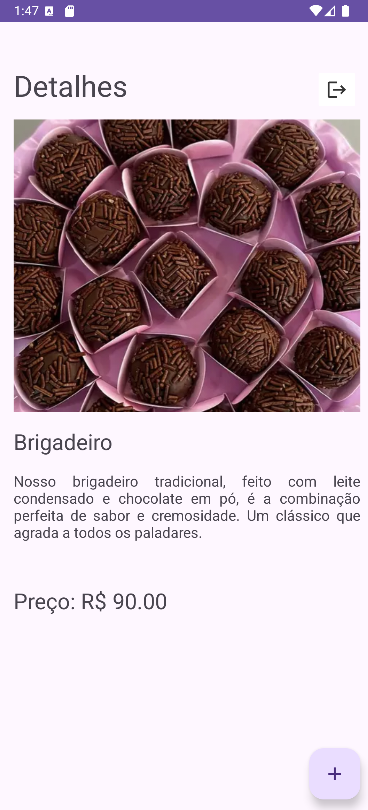 1:47
Detalhes
Brigadeiro
Nosso brigadeiro tradicional, feito com leite
condensado e chocolate em pó, é a combinação
perfeita de sabor e cremosidade. Um clássico que
agrada a todos os paladares.
Preço: R$ 90.00
+